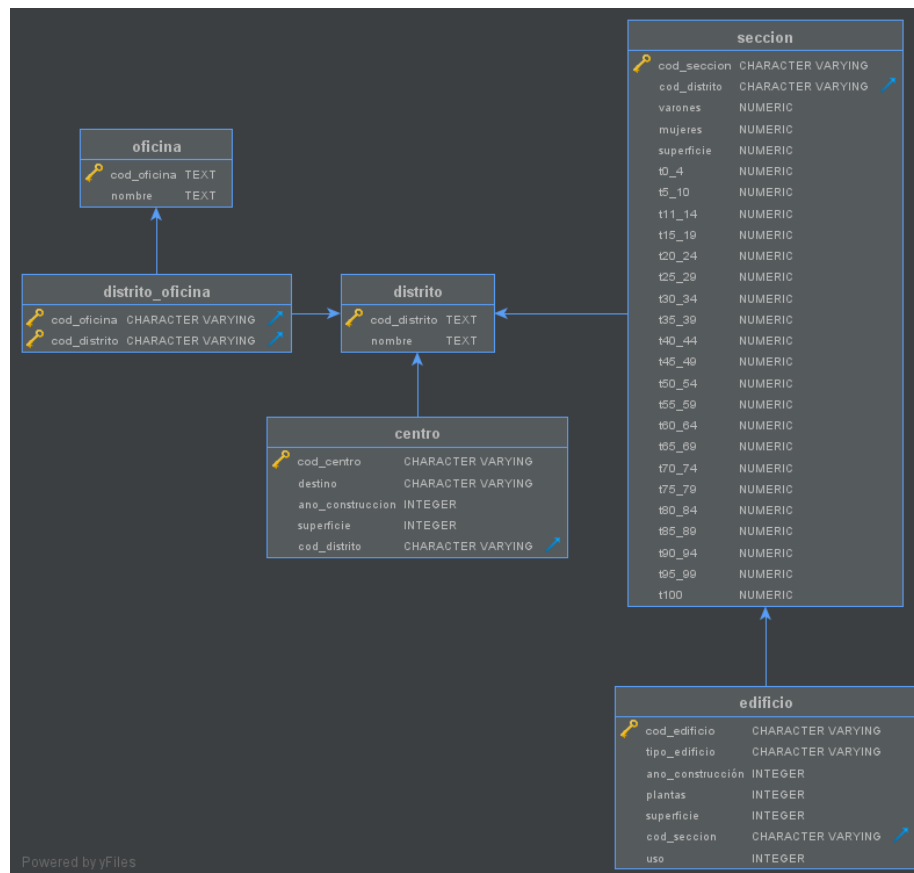 oficina
cod_oficina TEXT
nombre TEXT
distrito_oficina
cod_oficina CHARACTER VARYING
cod_distrito CHARACTER VARYING
distrito
cod_distrito TEXT
nombre TEXT
centro
cod_centro CHARACTER VARYING
destino CHARACTER VARYING
ano_construccion INTEGER
superficie INTEGER
cod_distrito CHARACTER VARYING
seccion
cod_seccion CHARACTER VARYING
cod_distrito CHARACTER VARYING
varones NUMERIC
mujeres NUMERIC
superficie NUMERIC
t0_4 NUMERIC
t5_10 NUMERIC
t11_14 NUMERIC
t15_19 NUMERIC
t20_24 NUMERIC
t25_29 NUMERIC
t30_34 NUMERIC
t35_39 NUMERIC
t40_44 NUMERIC
t45_49 NUMERIC
t50_54 NUMERIC
t55_59 NUMERIC
t60_64 NUMERIC
t65_69 NUMERIC
t70_74 NUMERIC
t75_79 NUMERIC
t80_84 NUMERIC
t85_89 NUMERIC
t90_94 NUMERIC
t95_99 NUMERIC
t100 NUMERIC
edificio
cod_edificio CHARACTER VARYING
tipo_edificio CHARACTER VARYING
ano_construcción INTEGER
plantas INTEGER
superficie INTEGER
cod_seccion CHARACTER VARYING
uso INTEGER
Powered by yFiles